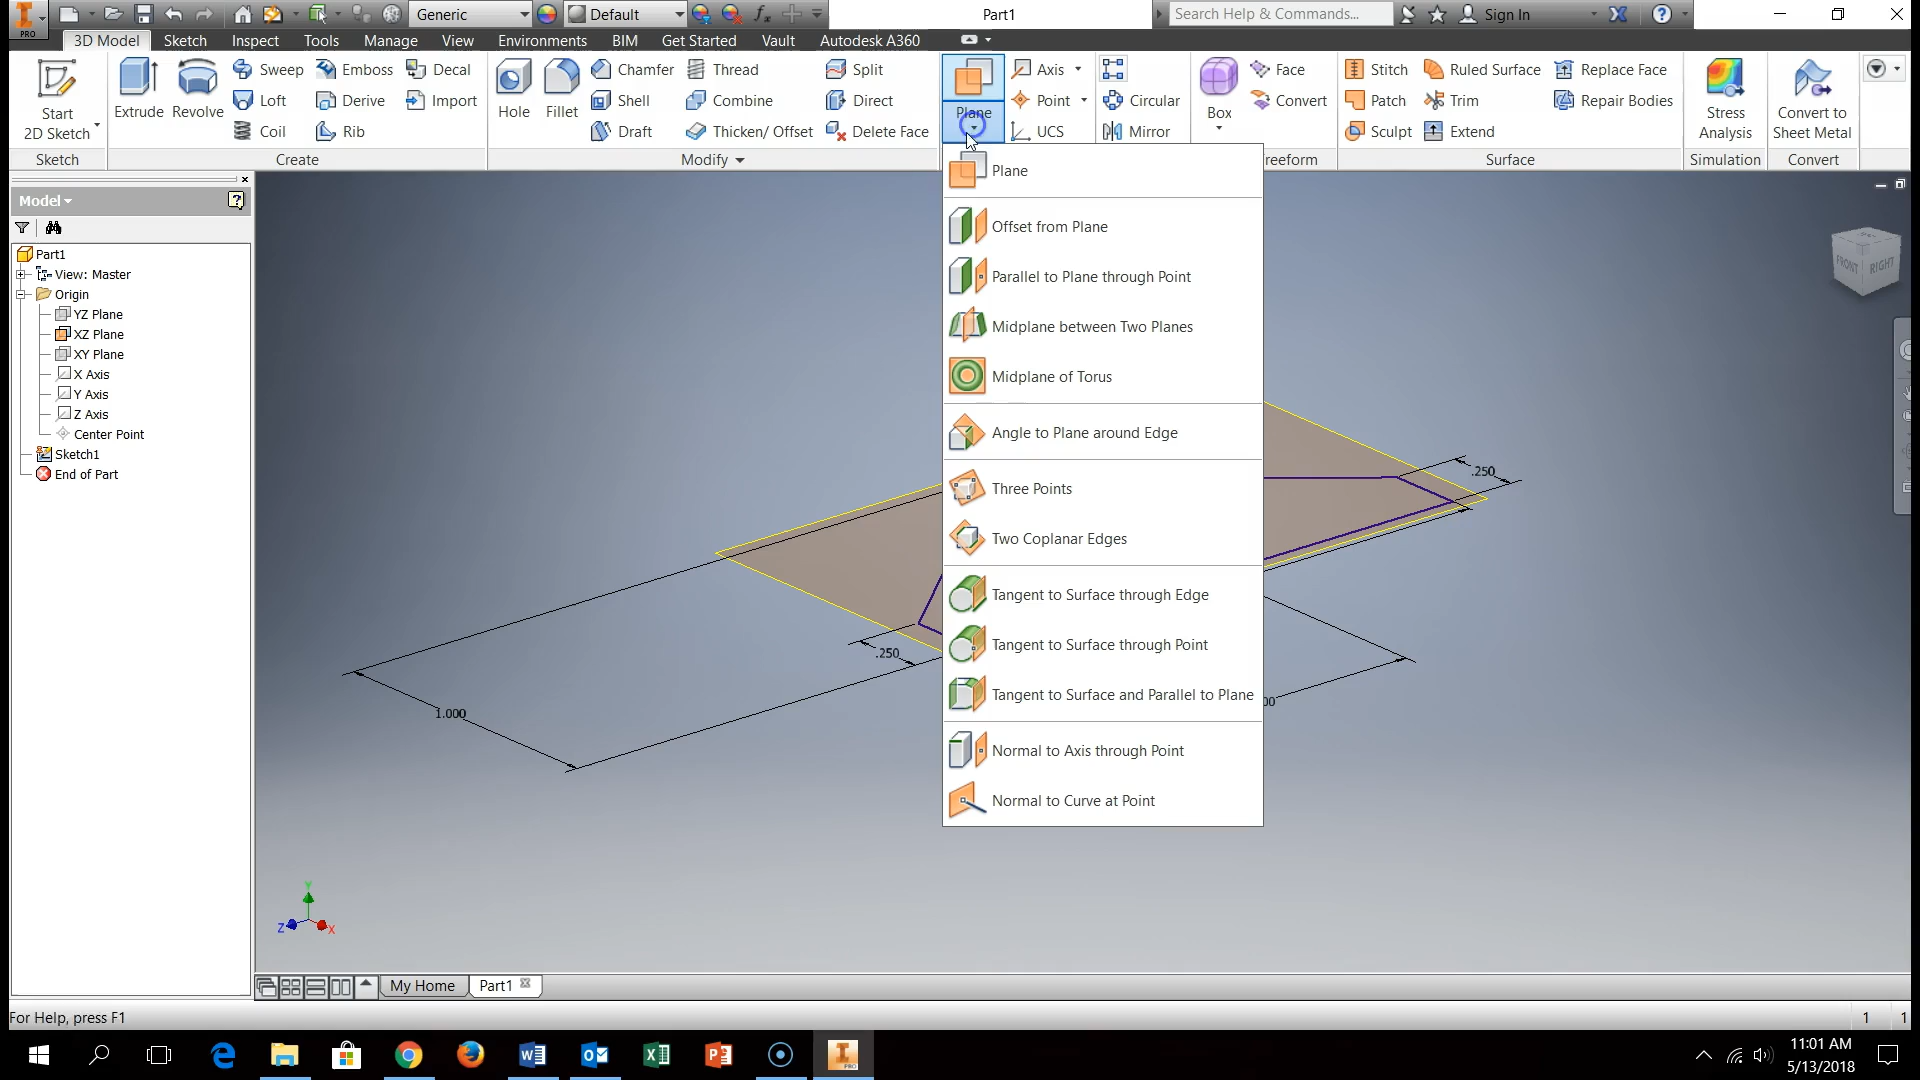 PRO
Generic
Default
Part1
Search Help & Commands...
Sign In
3D Model
Sketch
Inspect
Tools
Manage
View
Environments
BIM
Get Started
Vault
Autodesk A360
Start
2D Sketch
Sketch
Extrude
Revolve
Sweep
Loft
Coil
Emboss
Derive
Rib
Decal
Import
Create
Hole
Fillet
Chamfer
Shell
Draft
Thread
Combine
Thicken/ Offset
Split
Direct
Delete Face
Modify
Plane
Axis
Point
UCS
Circular
Mirror
Box
Face
Convert
reeform
Stitch
Patch
Sculpt
Ruled Surface
Trim
Extend
Replace Face
Repair Bodies
Surface
Stress
Analysis
Simulation
Convert to
Sheet Metal
Convert
Plane
Offset from Plane
Parallel to Plane through Point
Midplane between Two Planes
Midplane of Torus
Angle to Plane around Edge
Three Points
Two Coplanar Edges
Tangent to Surface through Edge
Tangent to Surface through Point
Tangent to Surface and Parallel to Plane
Normal to Axis through Point
Normal to Curve at Point
Model
Part1
View: Master
Origin
YZ Plane
XZ Plane
XY Plane
X Axis
Y Axis
Z Axis
Center Point
Sketch1
End of Part
FRONT
RIGHT
.250
.250
1.000
00
Y
Z
X
My Home
Part1
For Help, press F1
1
1
11:01 AM
5/13/2018